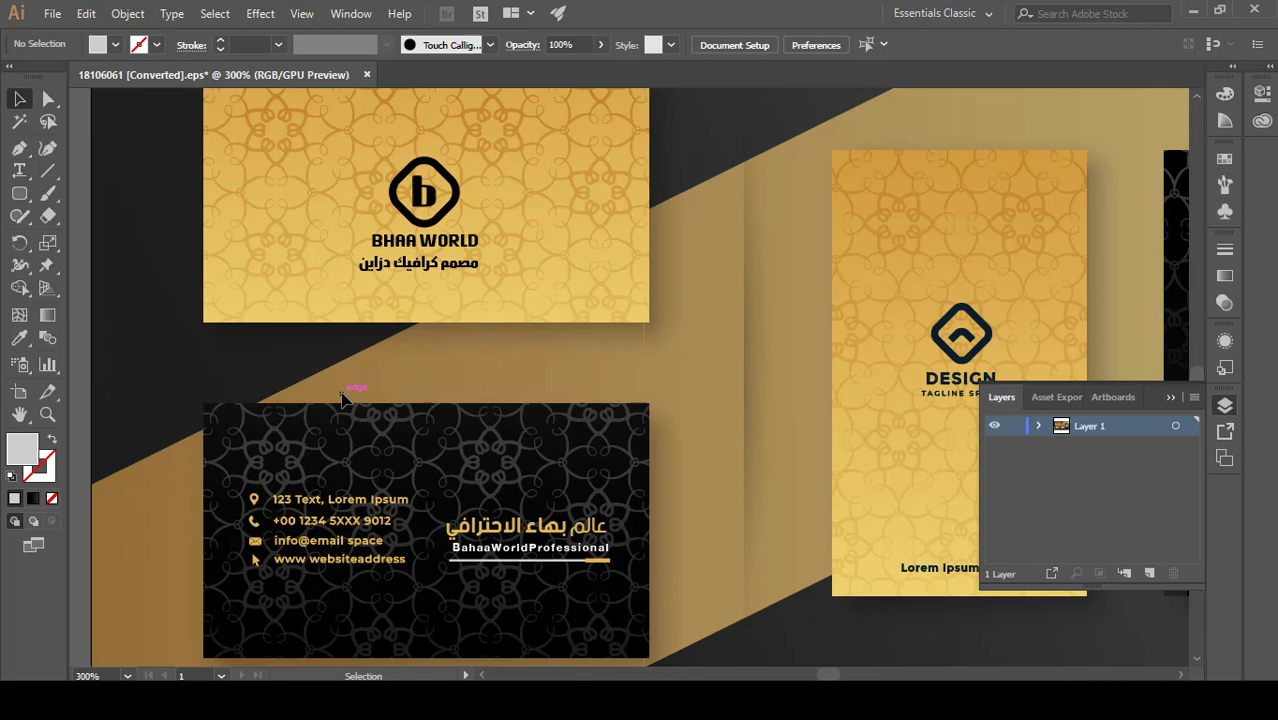 Ai File Edit Object Type Select Effect View Window Help Br St Essentials Classic Search Adobe Stock
No Selection Stroke: Touch Callig... Opacity: 100% Style: Document Setup Preferences
18106061 [Converted].eps* @ 300% (RGB/GPU Preview)
b
BHAA WORLD
مصمم كرافيك دزاين
edge
DESIGN
Layers Asset Expor Artboards
Layer 1
123 Text, Lorem Ipsum
+00 1234 5XXX 9012
info@email space
www websiteaddress
عالم بهاء الاحترافي
BahaaWorldProfessional
Lorem Ipsum
1 Layer
300% 1 Selection